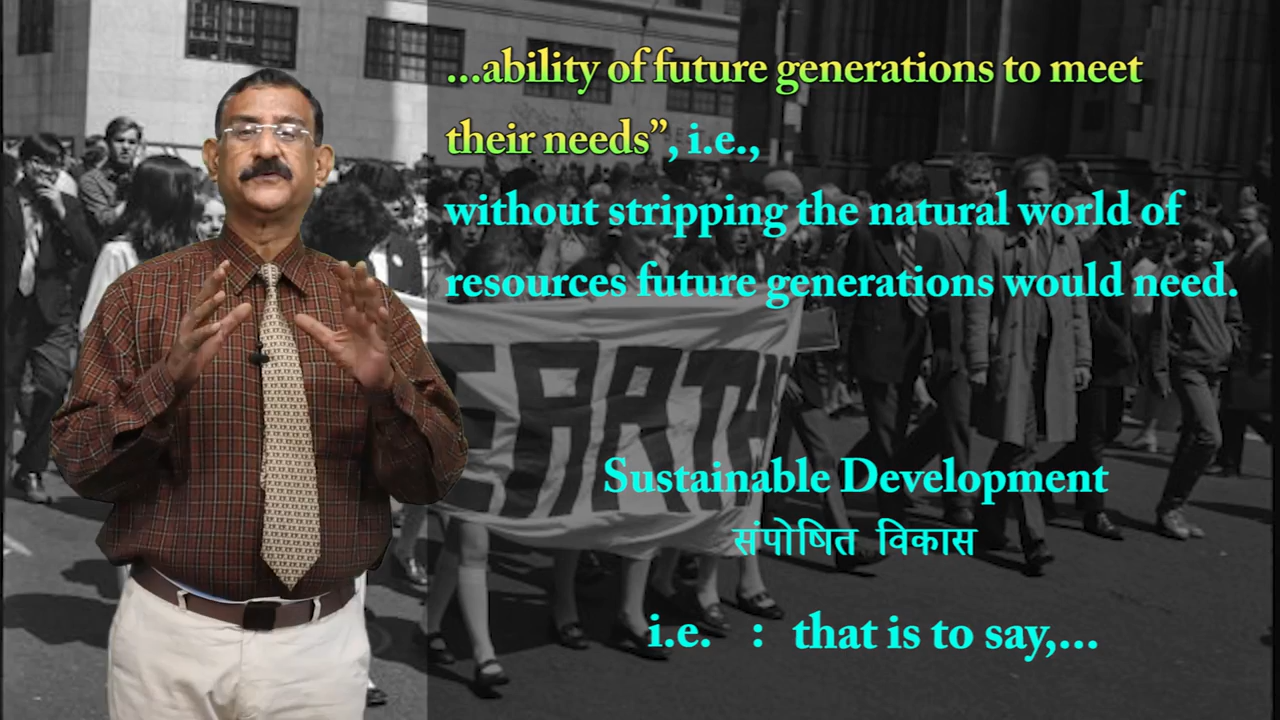 ...ability of future generations to meet
their needs”, i.e.,
without stripping the natural world of
resources future generations would need.
EARTH
Sustainable Development
संपोषित विकास
i.e. : that is to say,...